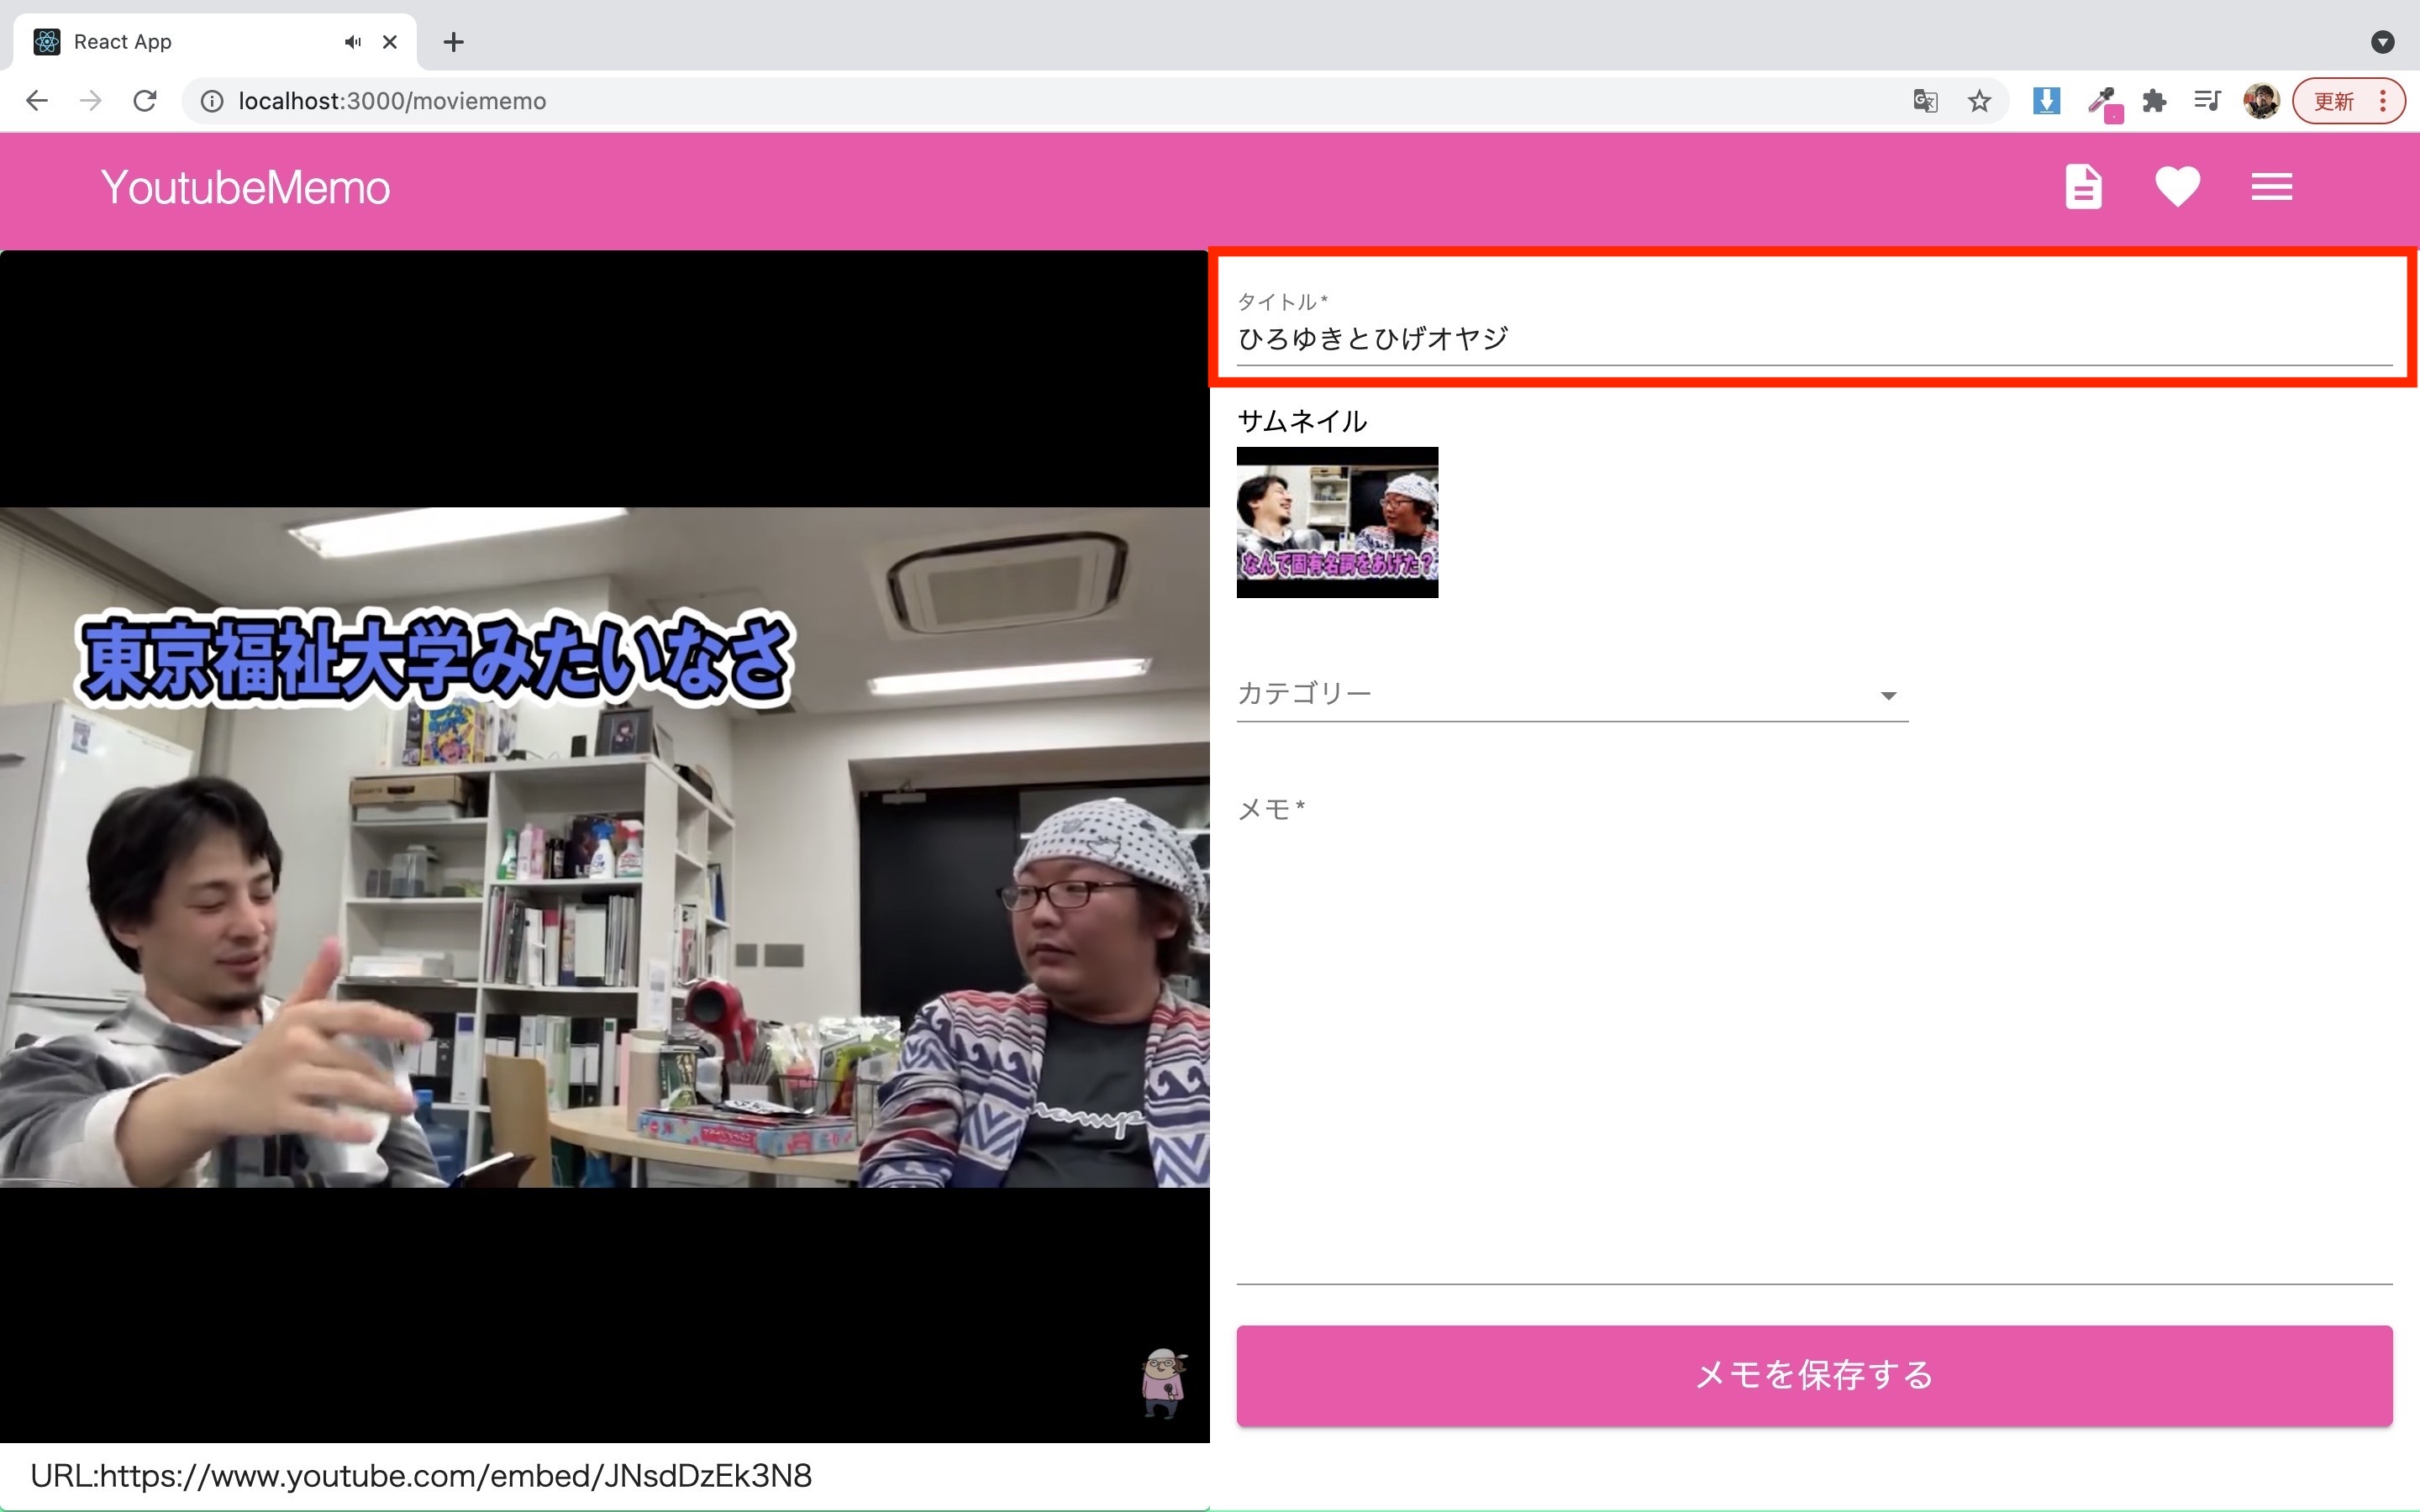 React App
localhost:3000/moviememo
更新
YoutubeMemo
タイトル*
ひろゆきとひげオヤジ
サムネイル
なんで固有名詞をあげた?
東京福祉大学みたいなさ
カテゴリー
メモ*
メモを保存する
URL:https://www.youtube.com/embed/JNsdDzEk3N8